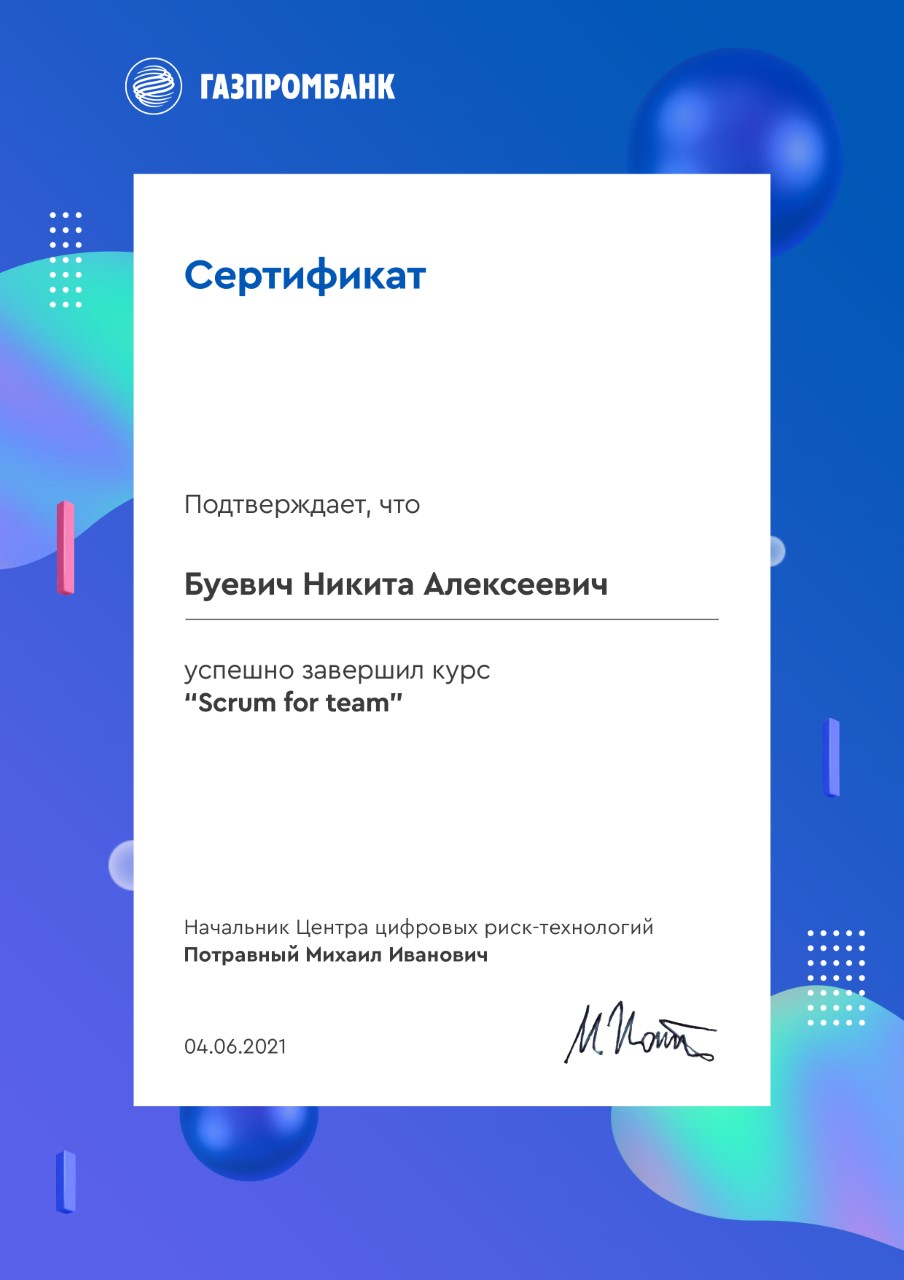 ГАЗПРОМБАНК
Сертификат
Подтверждает, что
Буевич Никита Алексеевич
успешно завершил курс
“Scrum for team”
Начальник Центра цифровых риск-технологий
Потравный Михаил Иванович
04.06.2021